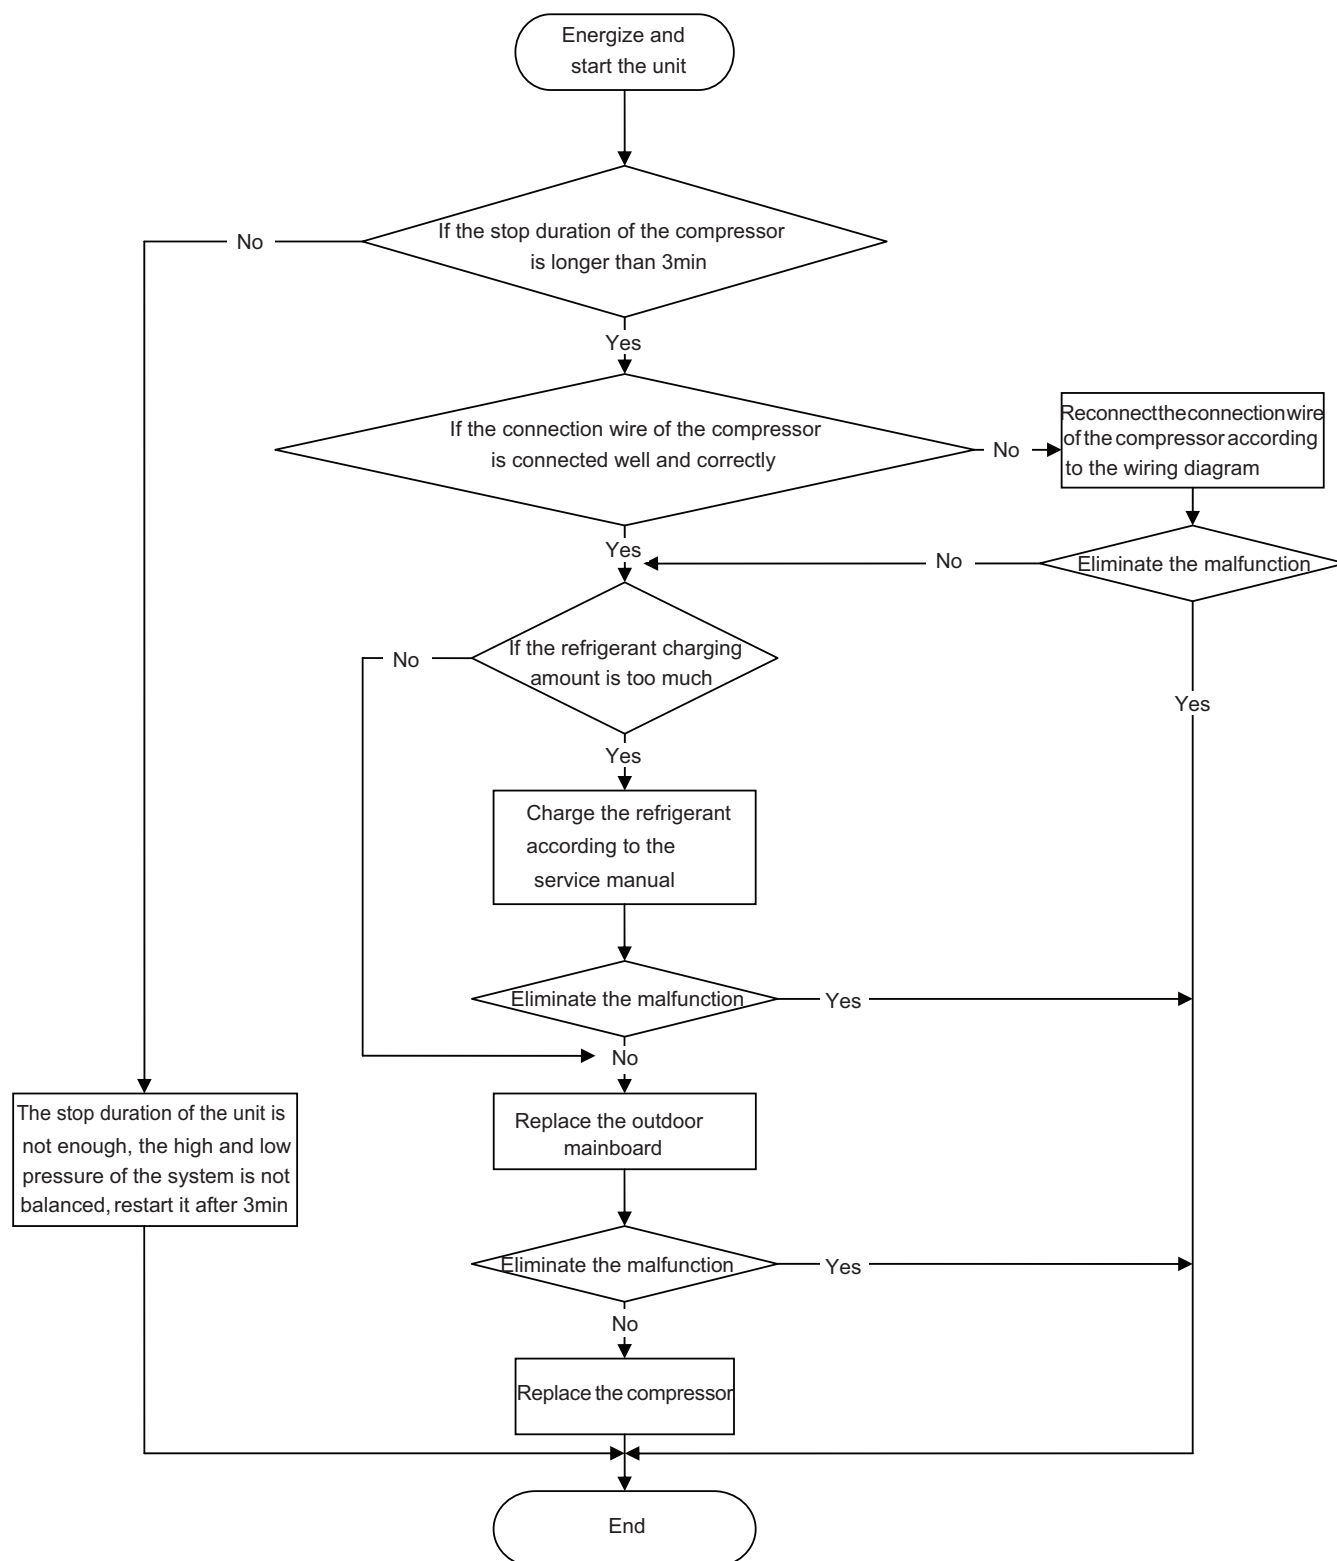 Energize and
start the unit
If the stop duration of the compressor
is longer than 3min
No
Yes
If the connection wire of the compressor
is connected well and correctly
No
Reconnect the connection wire
of the compressor according
to the wiring diagram
Yes
No
Eliminate the malfunction
If the refrigerant charging
amount is too much
No
Yes
Yes
Charge the refrigerant
according to the
service manual
Eliminate the malfunction
Yes
No
The stop duration of the unit is
not enough, the high and low
pressure of the system is not
balanced, restart it after 3min
Replace the outdoor
mainboard
Eliminate the malfunction
Yes
No
Replace the compressor
End